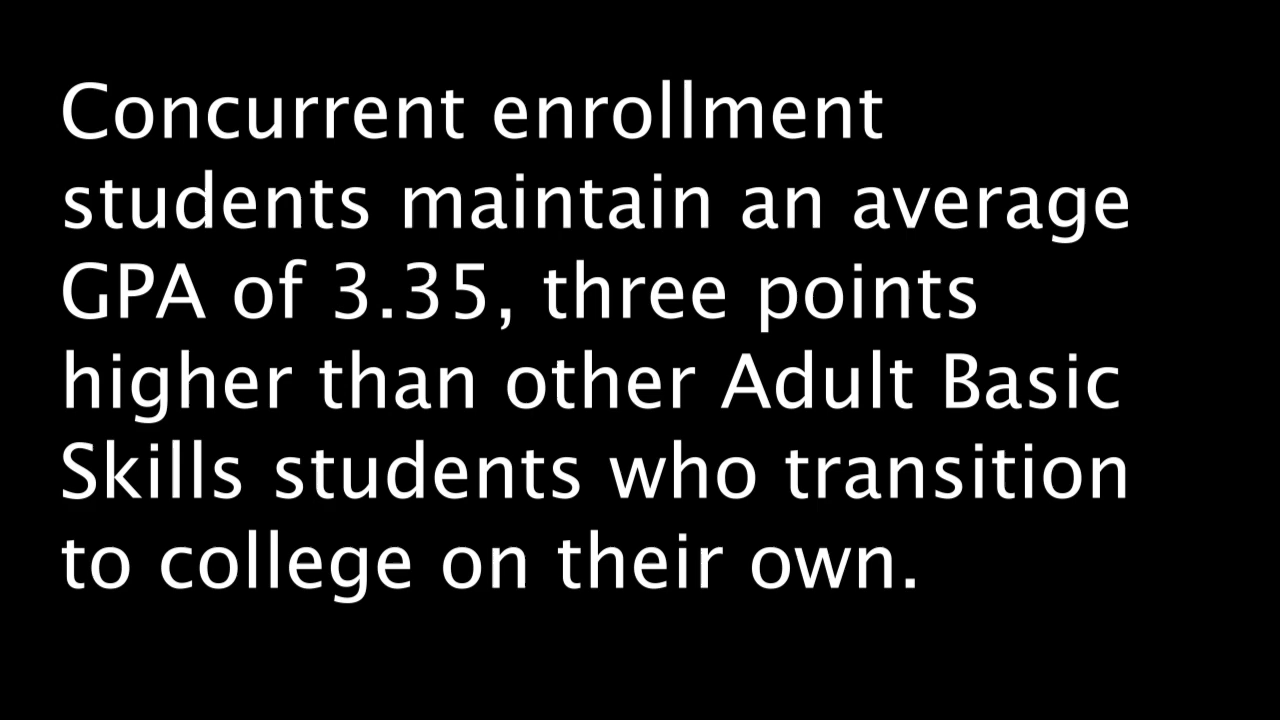 Concurrent enrollment
students maintain an average
GPA of 3.35, three points
higher than other Adult Basic
Skills students who transition
to college on their own.